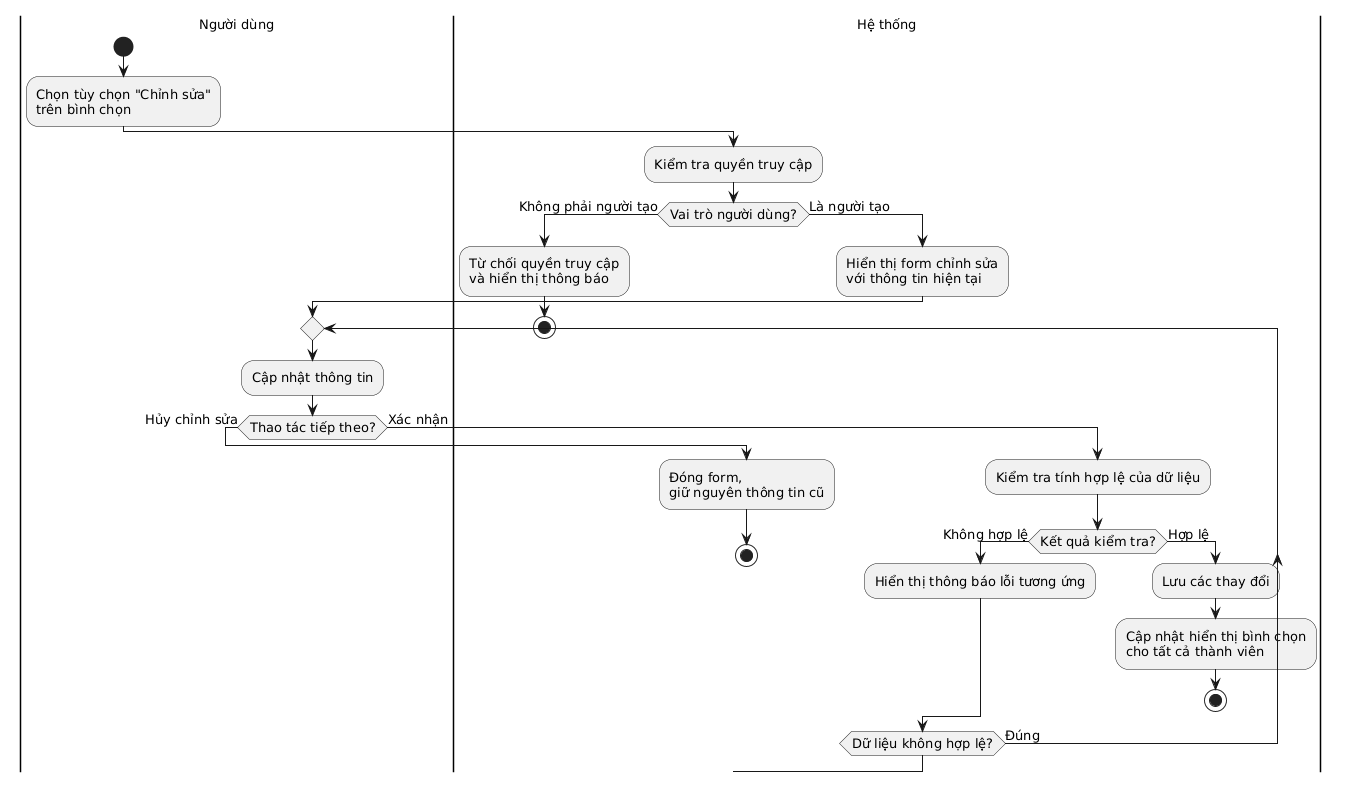 Người dùng
Hệ thống
Chọn tùy chọn "Chỉnh sửa"
trên bình chọn
Kiểm tra quyền truy cập
Không phải người tạo
Vai trò người dùng?
Là người tạo
Từ chối quyền truy cập
và hiển thị thông báo
Hiển thị form chỉnh sửa
với thông tin hiện tại
Cập nhật thông tin
Hủy chỉnh sửa
Thao tác tiếp theo?
Xác nhận
Đóng form,
giữ nguyên thông tin cũ
Kiểm tra tính hợp lệ của dữ liệu
Không hợp lệ
Kết quả kiểm tra?
Hợp lệ
Hiển thị thông báo lỗi tương ứng
Lưu các thay đổi
Cập nhật hiển thị bình chọn
cho tất cả thành viên
Dữ liệu không hợp lệ?
Đúng